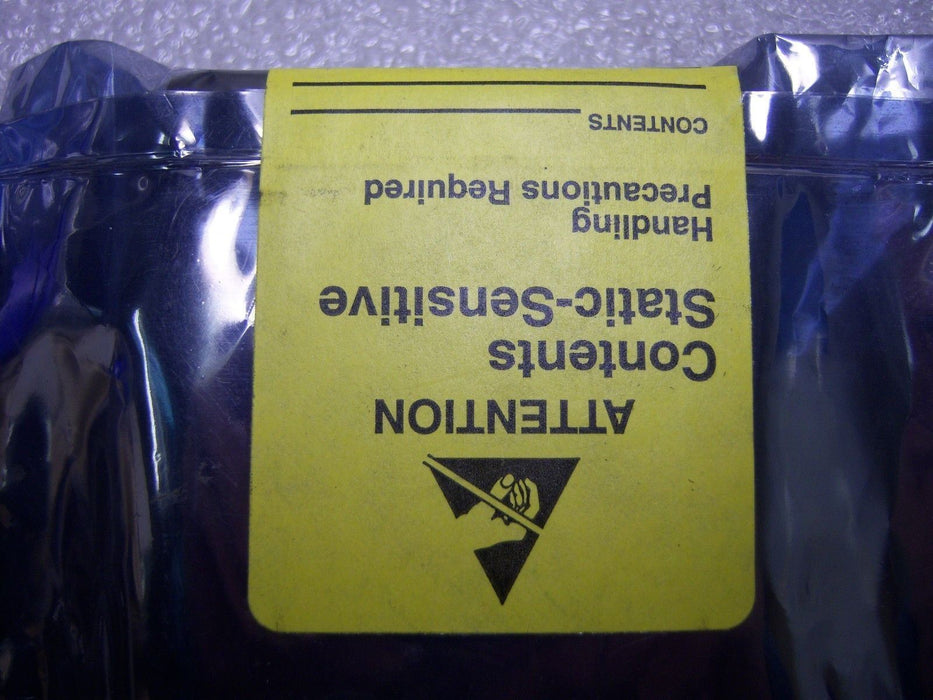 ATTENTION
Contents
Static-Sensitive
Handling
Precautions Required
CONTENTS